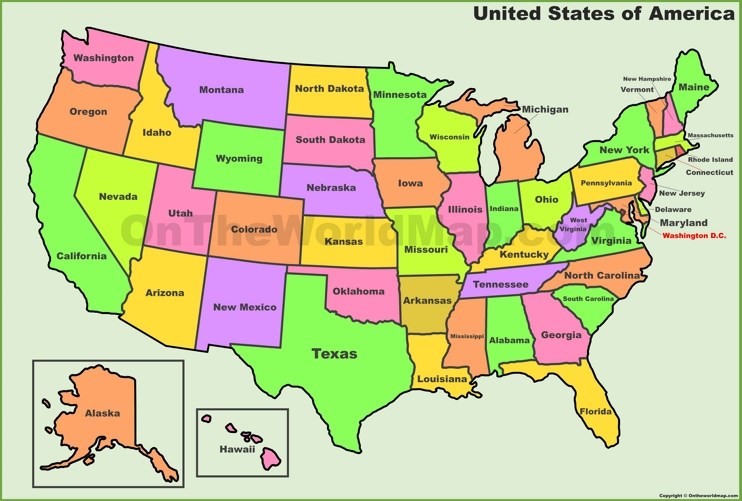 United States of America
Washington
Oregon
California
Nevada
Idaho
Montana
Wyoming
Utah
Arizona
Colorado
New Mexico
North Dakota
South Dakota
Nebraska
Kansas
Oklahoma
Texas
Minnesota
Iowa
Missouri
Arkansas
Louisiana
Wisconsin
Illinois
Michigan
Indiana
Ohio
Kentucky
Tennessee
Mississippi
Alabama
Georgia
Florida
South Carolina
North Carolina
Virginia
West
Virginia
Pennsylvania
New York
New Hampshire
Vermont
Maine
Massachusetts
Rhode Island
Connecticut
New Jersey
Delaware
Maryland
Washington D.C.
Alaska
Hawaii
OnTheWorldMap.com
Copyright © Ontheworldmap.com